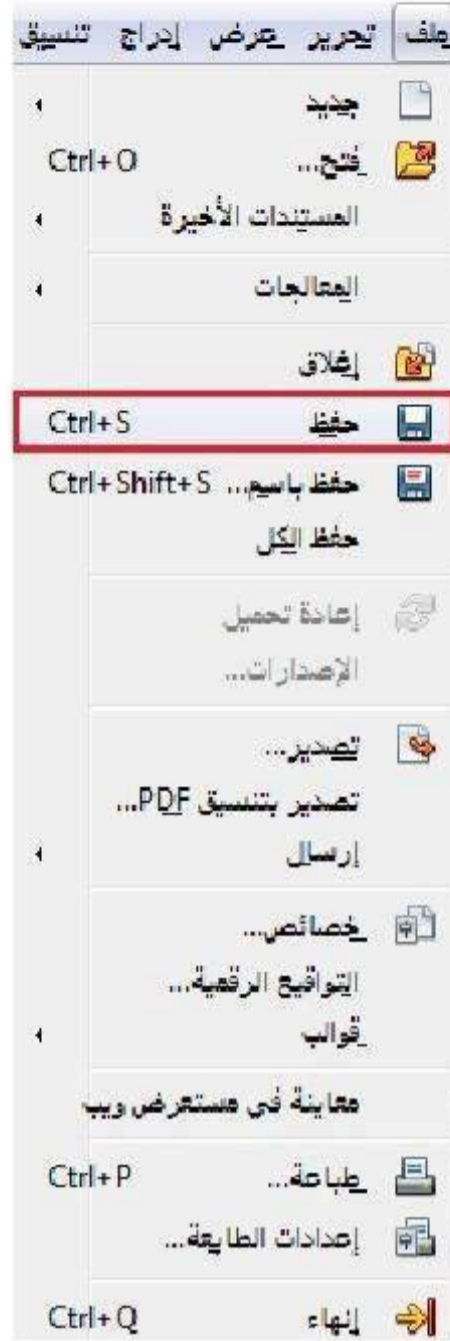 ملف تحرير عرض إدراج تنسيق
جديد
فتح... Ctrl+O
المستندات الأخيرة
المعالجات
إغلاق
حفظ Ctrl+S
حفظ باسم... Ctrl+Shift+S
حفظ الكل
إعادة تحميل
الإصدارات...
تصدير...
تصدير بتنسيق PDF...
إرسال
خصائص...
التواقيع الرقمية...
قوالب
معاينة في مستعرض ويب
طباعة... Ctrl+P
إعدادات الطابعة...
إنهاء Ctrl+Q